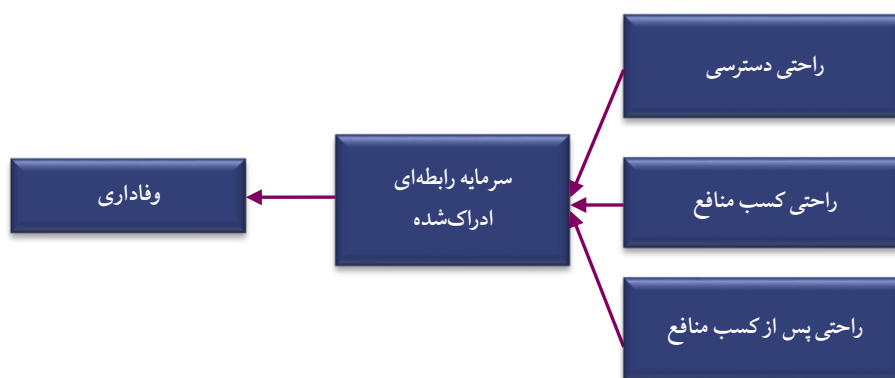 راحتی دسترسی
راحتی کسب منافع
راحتی پس از کسب منافع
سرمایه رابطه‌ای
ادراک‌شده
وفاداری